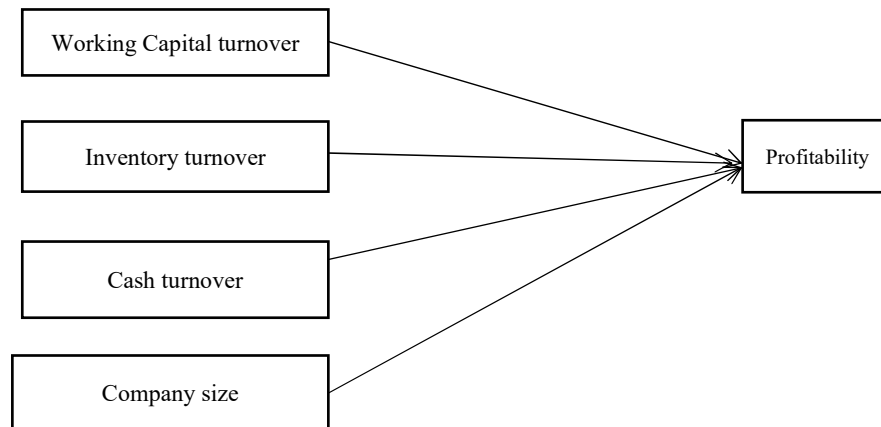 Working Capital turnover
Inventory turnover
Profitability
Cash turnover
Company size